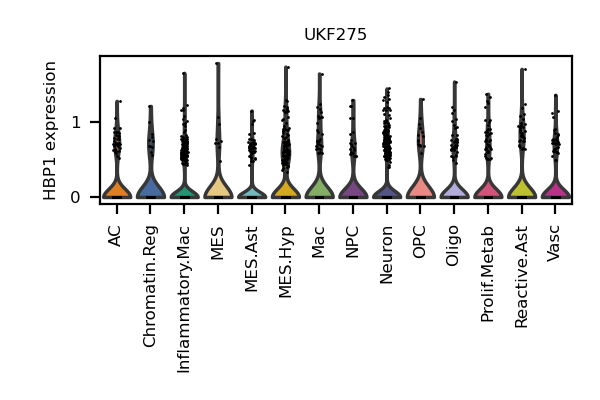 UKF275
HBP1 expression
1
0
AC
Chromatin.Reg
Inflammatory.Mac
MES
MES.Ast
MES.Hyp
Mac
NPC
Neuron
OPC
Oligo
Prolif.Metab
Reactive.Ast
Vasc